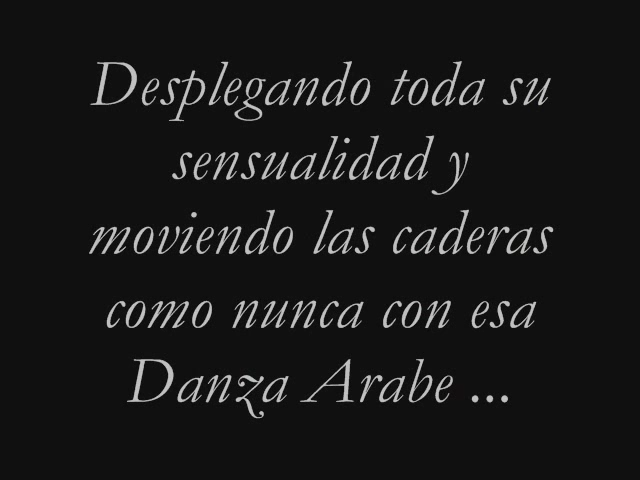 Desplegando toda su
sensualidad y
moviendo las caderas
como nunca con esa
Danza Arabe ...